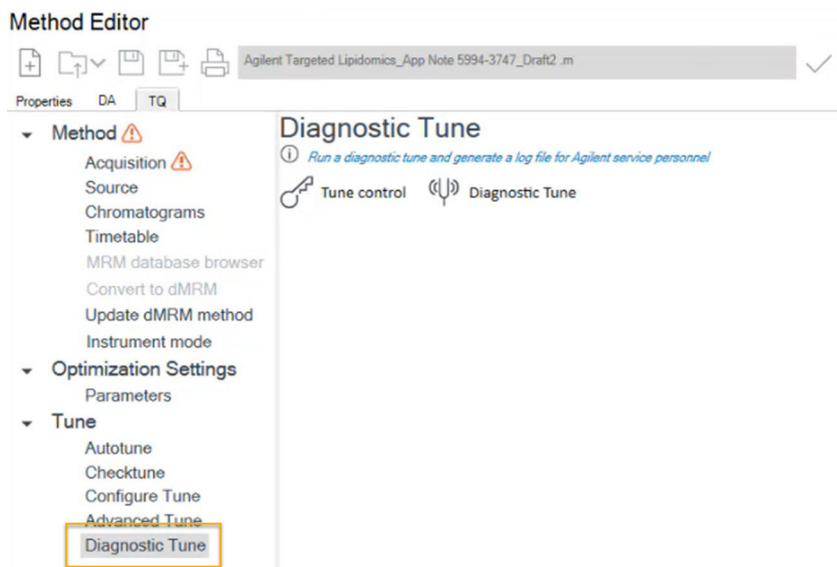 Method Editor
Agilent Targeted Lipidomics_App Note 5994-3747_Draft2 .m
Properties DA TQ
Method
Acquisition
Source
Chromatograms
Timetable
MRM database browser
Convert to dMRM
Update dMRM method
Instrument mode
Optimization Settings
Parameters
Tune
Autotune
Checktune
Configure Tune
Advanced Tune
Diagnostic Tune
Diagnostic Tune
Run a diagnostic tune and generate a log file for Agilent service personnel
Tune control Diagnostic Tune